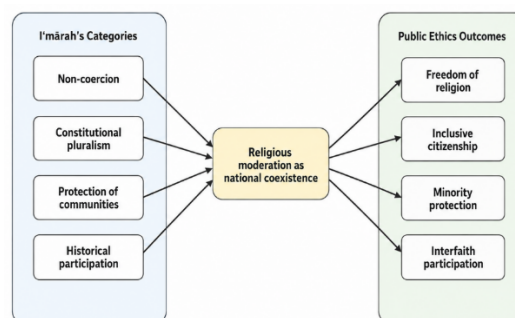 I'mārah's Categories
Non-coercion
Constitutional
pluralism
Protection of
communities
Historical
participation
Religious
moderation as
national coexistence
Public Ethics Outcomes
Freedom of
religion
Inclusive
citizenship
Minority
protection
Interfaith
participation